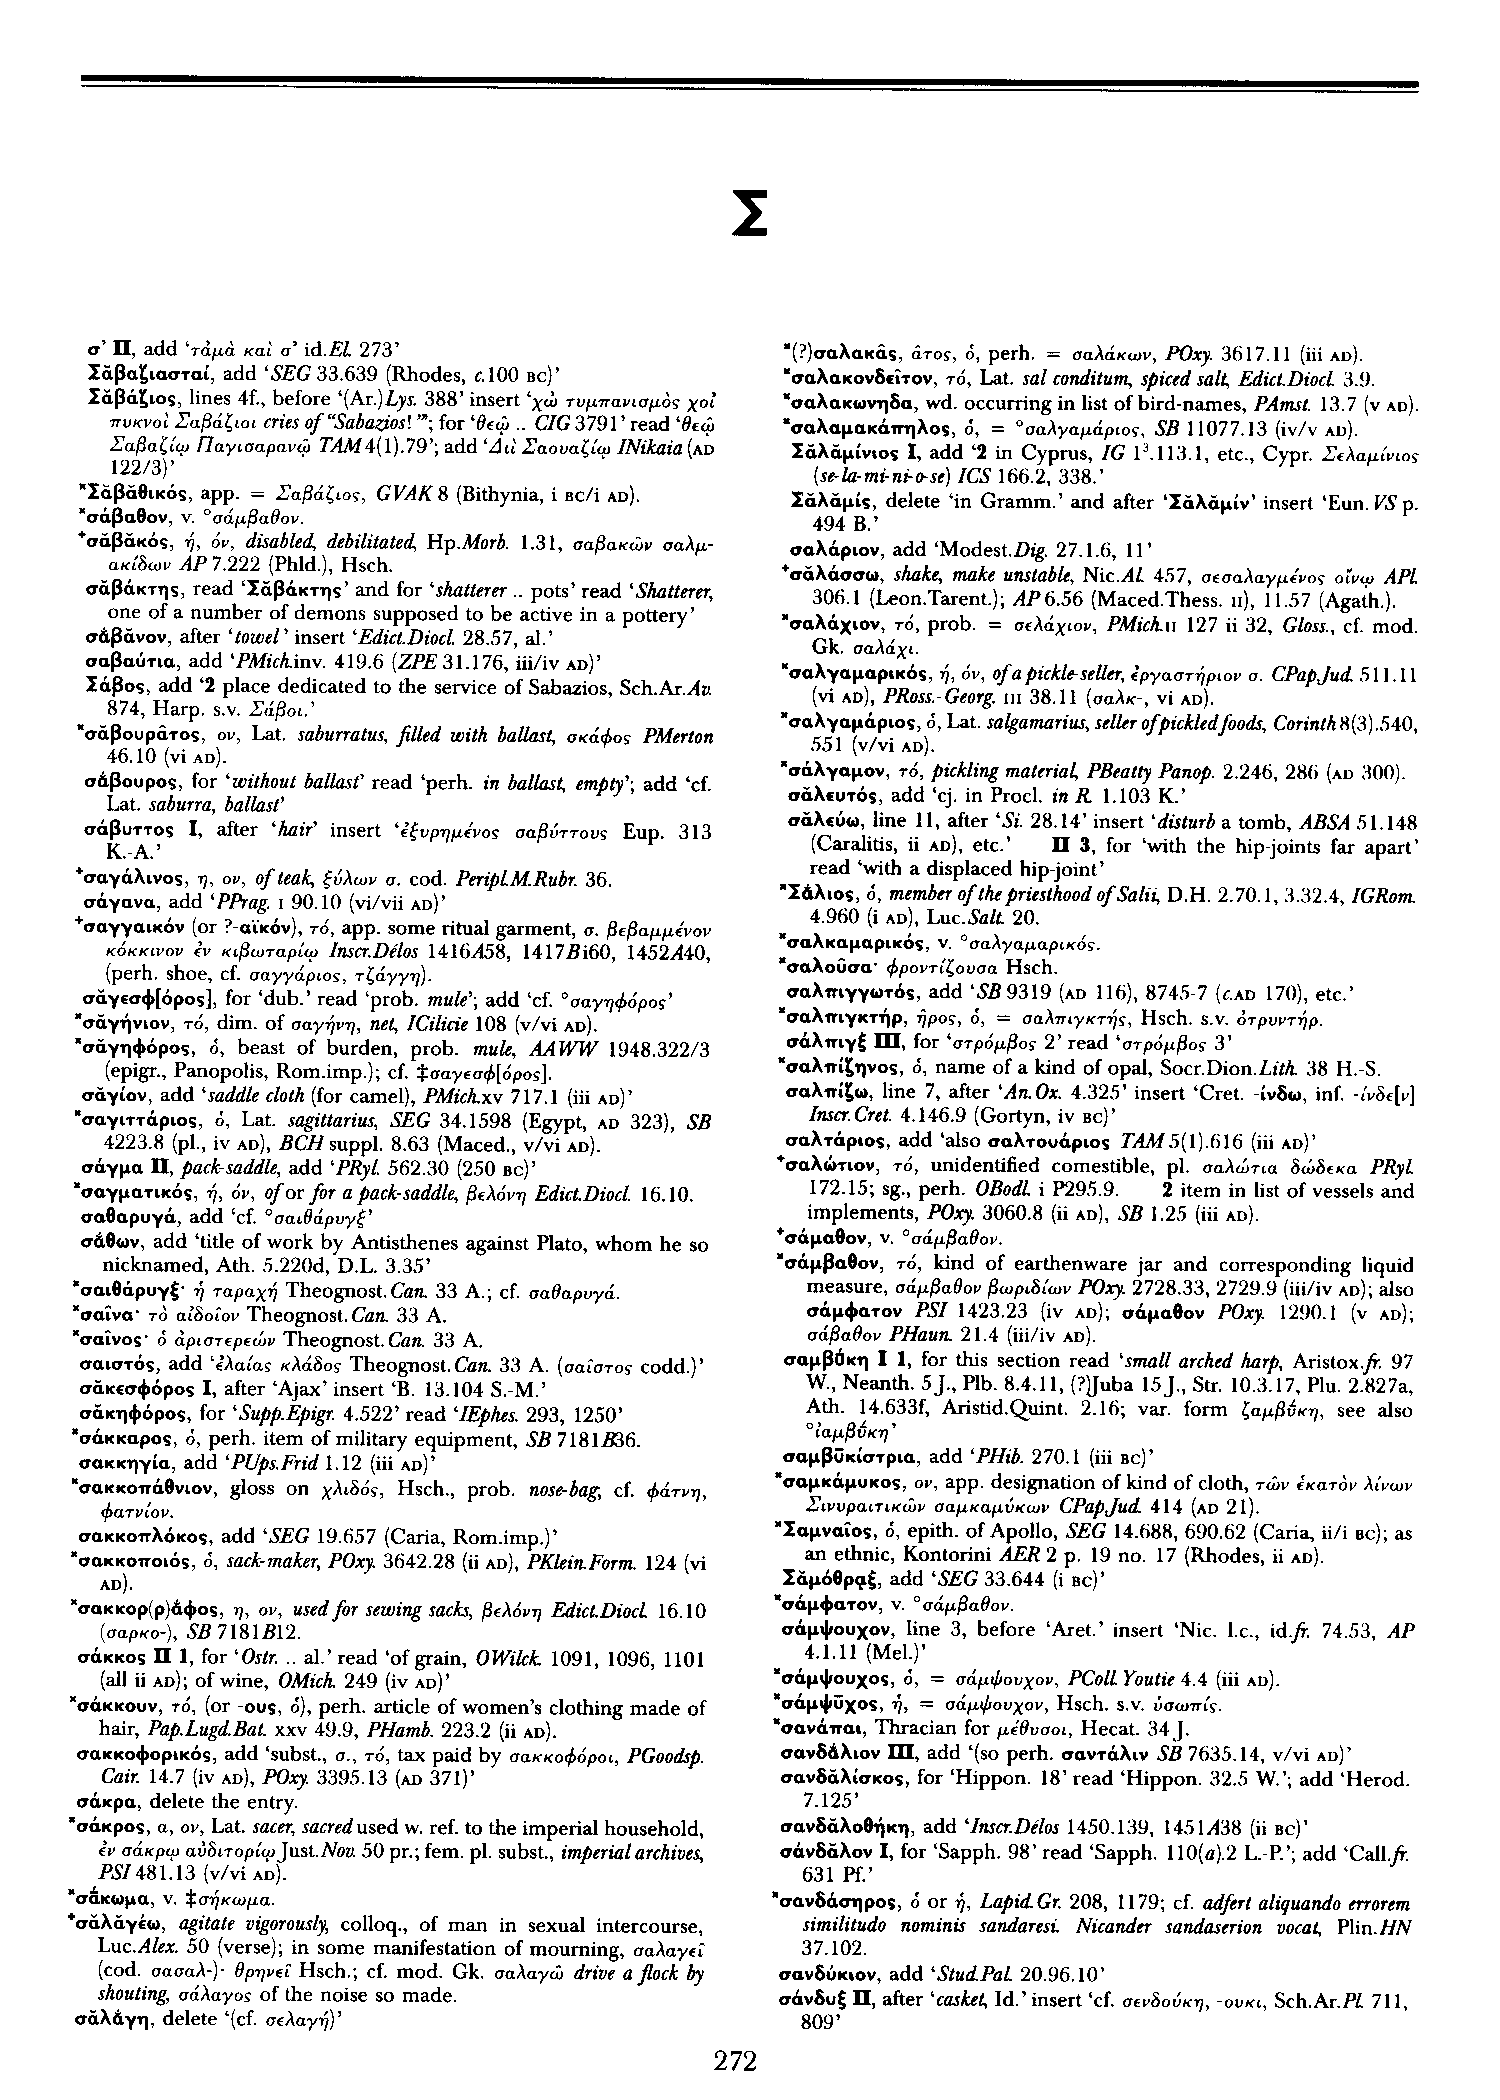 Σ
σ’ II, add ‘τἀμὰ καὶ σ’ id.El. 273’
Σᾰβαζιασταί, add ‘SEG 33.639 (Rhodes, c.100 BC)’
Σᾰβάζιος, lines 4f., before ‘(Ar.)Lys. 388’ insert ‘χὠ τυμπανισμὸς χοἰ
πυκνοὶ Σαβάζιοι cries of “Sabazios!”; for ‘θεῷ .. CIG 3791’ read ‘θεῷ
Σαβαζίῳ Παγισαρανῷ TAM 4(1).79’; add ‘Διὶ Σαουαζίῳ INikaia (AD
122/3)’
*Σᾰβᾰθικός, app. = Σαβάζιος, GVAK 8 (Bithynia, i BC/i AD).
*σάβαθον, v. °σάμβαθον.
⁺σᾰβᾰκός, ή, όν, disabled, debilitated, Hp.Morb. 1.31, σαβακῶν σαλμ-
ακίδων AP 7.222 (Phld.), Hsch.
σᾰβάκτης, read ‘Σᾰβάκτης’ and for ‘shatterer .. pots’ read ‘Shatterer,
one of a number of demons supposed to be active in a pottery’
σάβᾰνον, after ‘towel’ insert ‘Edict.Diocl. 28.57, al.’
σαβαύτια, add ‘PMich.inv. 419.6 (ZPE 31.176, iii/iv AD)’
Σάβος, add ‘2 place dedicated to the service of Sabazios, Sch.Ar.Av.
874, Harp. s.v. Σάβοι.’
*σᾰβουρᾶτος, ον, Lat. saburratus, filled with ballast, σκάφος PMerton
46.10 (vi AD).
σάβουρος, for ‘without ballast’ read ‘perh. in ballast, empty’; add ‘cf.
Lat. saburra, ballast’
σάβυττος I, after ‘hair’ insert ‘ἐξυρημένος σαβύττους Eup. 313
K.-A.’
⁺σαγάλινος, η, ον, of teak, ξύλων σ. cod. Peripl.M.Rubr. 36.
σάγανα, add ‘PPrag. I 90.10 (vi/vii AD)’
⁺σαγγαικόν (or ?-αϊκόν), τό, app. some ritual garment, σ. βεβαμμένον
κόκκινον ἐν κιβωταρίῳ Inscr.Délos 1416A58, 1417Bi60, 1452A40,
(perh. shoe, cf. σαγγάριος, τζάγγη).
σᾰγεσφ[όρος], for ‘dub.’ read ‘prob. mule’; add ‘cf. °σαγηφόρος’
*σᾰγήνιον, τό, dim. of σαγήνη, net, ICilicie 108 (v/vi AD).
*σᾰγηφόρος, ὁ, beast of burden, prob. mule, AAWW 1948.322/3
(epigr., Panopolis, Rom.imp.); cf. ‡σαγεσφ[όρος].
σᾰγίον, add ‘saddle cloth (for camel), PMich.xv 717.1 (iii AD)’
*σαγιττάριος, ὁ, Lat. sagittarius, SEG 34.1598 (Egypt, AD 323), SB
4223.8 (pl., iv AD), BCH suppl. 8.63 (Maced., v/vi AD).
σάγμα II, pack-saddle, add ‘PRyl. 562.30 (250 BC)’
*σαγματικός, ή, όν, of or for a pack-saddle, βελόνη Edict.Diocl. 16.10.
σαθαρυγά, add ‘cf. °σαιθάρυγξ’
σάθων, add ‘title of work by Antisthenes against Plato, whom he so
nicknamed, Ath. 5.220d, D.L. 3.35’
*σαιθάρυγξ· ἡ ταραχή Theognost.Can. 33 A.; cf. σαθαρυγά.
*σαῖνα· τὸ αἰδοῖον Theognost.Can. 33 A.
*σαῖνος· ὁ ἀριστερεών Theognost.Can. 33 A.
σαιστός, add ‘ἐλαίας κλάδος Theognost.Can. 33 A. (σαῖστος codd.)’
σᾰκεσφόρος I, after ‘Ajax’ insert ‘B. 13.104 S.-M.’
σᾰκηφόρος, for ‘Supp.Epigr. 4.522’ read ‘IEphes. 293, 1250’
*σάκκαρος, ὁ, perh. item of military equipment, SB 7181B36.
σακκηγία, add ‘PUps.Frid 1.12 (iii AD)’
*σακκοπάθνιον, gloss on χλιδός, Hsch., prob. nose-bag, cf. φάτνη,
φατνίον.
σακκοπλόκος, add ‘SEG 19.657 (Caria, Rom.imp.)’
*σακκοποιός, ὁ, sack-maker, POxy. 3642.28 (ii AD), PKlein.Form. 124 (vi
AD).
*σακκορ(ρ)άφος, η, ον, used for sewing sacks, βελόνη Edict.Diocl. 16.10
(σαρκο-), SB 7181B12.
σάκκος II 1, for ‘Ostr. .. al.’ read ‘of grain, OWilck. 1091, 1096, 1101
(all ii AD); of wine, OMich. 249 (iv AD)’
*σάκκουν, τό, (or -ους, ὁ), perh. article of women’s clothing made of
hair, Pap.Lugd.Bat. xxv 49.9, PHamb. 223.2 (ii AD).
σακκοφορικός, add ‘subst., σ., τό, tax paid by σακκοφόροι, PGoodsp.
Cair. 14.7 (iv AD), POxy. 3395.13 (AD 371)’
σάκρα, delete the entry.
*σάκρος, α, ον, Lat. sacer, sacred used w. ref. to the imperial household,
ἐν σάκρῳ αὐδιτορίῳ Just.Nov. 50 pr.; fem. pl. subst., imperial archives,
PSI 481.13 (v/vi AD).
*σᾱ́κωμα, v. ‡σήκωμα.
⁺σᾰλᾰγέω, agitate vigorously, colloq., of man in sexual intercourse,
Luc.Alex. 50 (verse); in some manifestation of mourning, σαλαγεῖ
(cod. σασαλ-)· θρηνεῖ Hsch.; cf. mod. Gk. σαλαγῶ drive a flock by
shouting, σάλαγος of the noise so made.
σᾰλάγη, delete ‘(cf. σελαγή)’
*(?)σαλακᾶς, ᾶτος, ὁ, perh. = σαλάκων, POxy. 3617.11 (iii AD).
*σαλακονδεῖτον, τό, Lat. sal conditum, spiced salt, Edict.Diocl. 3.9.
*σαλακωνηδα, wd. occurring in list of bird-names, PAmst. 13.7 (v AD).
*σαλαμακάπηλος, ὁ, = °σαλγαμάριος, SB 11077.13 (iv/v AD).
Σᾰλᾰμίνιος I, add ‘2 in Cyprus, IG 1³.113.1, etc., Cypr. Σελαμίνιος
(se-la-mi-ni-o-se) ICS 166.2, 338.’
Σᾰλᾰμίς, delete ‘in Gramm.’ and after ‘Σᾰλᾰμίν’ insert ‘Eun.VS p.
494 B.’
σαλάριον, add ‘Modest.Dig. 27.1.6, 11’
⁺σᾰλάσσω, shake, make unstable, Nic.Al. 457, σεσαλαγμένος οἴνῳ APl.
306.1 (Leon.Tarent.); AP 6.56 (Maced.Thess. II), 11.57 (Agath.).
*σαλάχιον, τό, prob. = σελάχιον, PMich.II 127 ii 32, Gloss., cf. mod.
Gk. σαλάχι.
*σαλγαμαρικός, ή, όν, of a pickle-seller, ἐργαστήριον σ. CPap.Jud. 511.11
(vi AD), PRoss.-Georg. III 38.11 (σαλκ-, vi AD).
*σαλγαμάριος, ὁ, Lat. salgamarius, seller of pickled foods, Corinth 8(3).540,
551 (v/vi AD).
*σάλγαμον, τό, pickling material, PBeatty Panop. 2.246, 286 (AD 300).
σᾰλευτός, add ‘cj. in Procl. in R. 1.103 K.’
σᾰλεύω, line 11, after ‘Si. 28.14’ insert ‘disturb a tomb, ABSA 51.148
(Caralitis, ii AD), etc.’ II 3, for ‘with the hip-joints far apart’
read ‘with a displaced hip-joint’
*Σάλιος, ὁ, member of the priesthood of Salii, D.H. 2.70.1, 3.32.4, IGRom.
4.960 (i AD), Luc.Salt. 20.
*σαλκαμαρικός, v. °σαλγαμαρικός.
*σαλοῦσα· φροντίζουσα Hsch.
σαλπιγγωτός, add ‘SB 9319 (AD 116), 8745-7 (c.AD 170), etc.’
*σαλπιγκτήρ, ῆρος, ὁ, = σαλπιγκτής, Hsch. s.v. ὀτρυντήρ.
σάλπιγξ III, for ‘στρόμβος 2’ read ‘στρόμβος 3’
*σαλπίζηνος, ὁ, name of a kind of opal, Socr.Dion.Lith. 38 H.-S.
σαλπίζω, line 7, after ‘An.Ox. 4.325’ insert ‘Cret. -ίνδω, inf. -ίνδε[ν]
Inscr.Cret. 4.146.9 (Gortyn, iv BC)’
σαλτάριος, add ‘also σαλτουάριος TAM 5(1).616 (iii AD)’
⁺σαλώτιον, τό, unidentified comestible, pl. σαλώτια δώδεκα PRyl.
172.15; sg., perh. OBodl. i P295.9. 2 item in list of vessels and
implements, POxy. 3060.8 (ii AD), SB 1.25 (iii AD).
⁺σάμαθον, v. °σάμβαθον.
*σάμβαθον, τό, kind of earthenware jar and corresponding liquid
measure, σάμβαθον βωριδίων POxy. 2728.33, 2729.9 (iii/iv AD); also
σάμφατον PSI 1423.23 (iv AD); σάμαθον POxy. 1290.1 (v AD);
σάβαθον PHaun. 21.4 (iii/iv AD).
σαμβύ̄κη I 1, for this section read ‘small arched harp, Aristox.fr. 97
W., Neanth. 5 J., Plb. 8.4.11, (?)Juba 15 J., Str. 10.3.17, Plu. 2.827a,
Ath. 14.633f, Aristid.Quint. 2.16; var. form ζαμβύκη, see also
°ἰαμβύκη’
σαμβῡκίστρια, add ‘PHib. 270.1 (iii BC)’
*σαμκάμυκος, ον, app. designation of kind of cloth, τῶν ἑκατὸν λίνων
Σινυραιτικῶν σαμκαμύκων CPap.Jud. 414 (AD 21).
*Σαμναῖος, ὁ, epith. of Apollo, SEG 14.688, 690.62 (Caria, ii/i BC); as
an ethnic, Kontorini AER 2 p. 19 no. 17 (Rhodes, ii AD).
Σᾰμόθρᾳξ, add ‘SEG 33.644 (i BC)’
*σάμφατον, v. °σάμβαθον.
σάμψουχον, line 3, before ‘Aret.’ insert ‘Nic. l.c., id.fr. 74.53, AP
4.1.11 (Mel.)’
*σάμψουχος, ὁ, = σάμψουχον, PColl.Youtie 4.4 (iii AD).
*σάμψῡχος, ἡ, = σάμψουχον, Hsch. s.v. ὑσωπίς.
*σανάπαι, Thracian for μέθυσοι, Hecat. 34 J.
σανδάλιον III, add ‘(so perh. σαντάλιν SB 7635.14, v/vi AD)’
σανδᾰλίσκος, for ‘Hippon. 18’ read ‘Hippon. 32.5 W.’; add ‘Herod.
7.125’
σανδᾰλοθήκη, add ‘Inscr.Délos 1450.139, 1451A38 (ii BC)’
σάνδᾰλον I, for ‘Sapph. 98’ read ‘Sapph. 110(a).2 L.-P.’; add ‘Call.fr.
631 Pf.’
*σανδάσηρος, ὁ or ἡ, Lapid.Gr. 208, 1179; cf. adfert aliquando errorem
similitudo nominis sandaresi. Nicander sandaserion vocat, Plin.HN
37.102.
σανδύκιον, add ‘Stud.Pal. 20.96.10’
σάνδυξ II, after ‘casket, Id.’ insert ‘cf. σενδούκη, -ουκι, Sch.Ar.Pl. 711,
809’
272